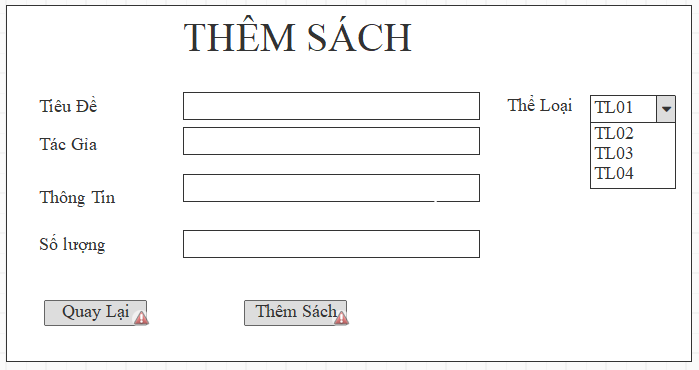 THÊM SÁCH
Tiêu Đề
Thể Loại
TL01
TL02
TL03
TL04
Tác Gỉa
Thông Tin
Số lượng
Quay Lại
Thêm Sách